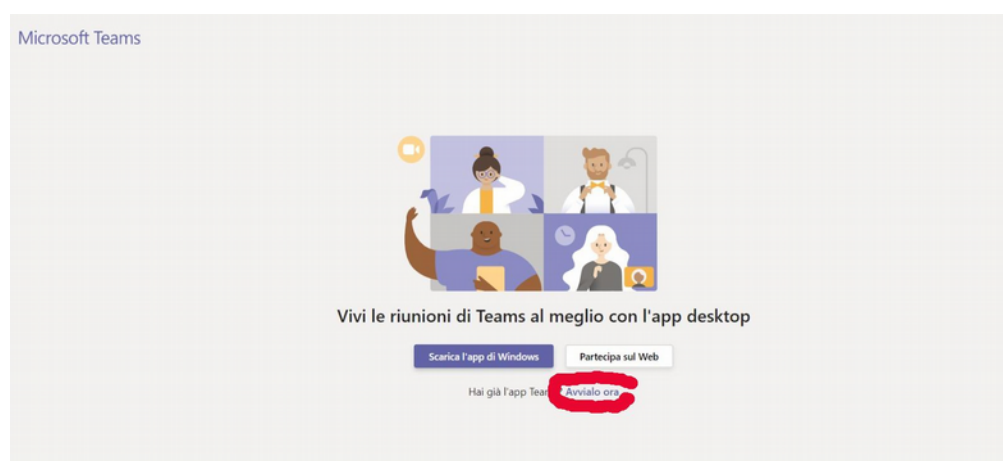 Microsoft Teams
Vivi le riunioni di Teams al meglio con l'app desktop
Scarica l'app di Windows
Partecipa sul Web
Hai già l'app Avvialo ora